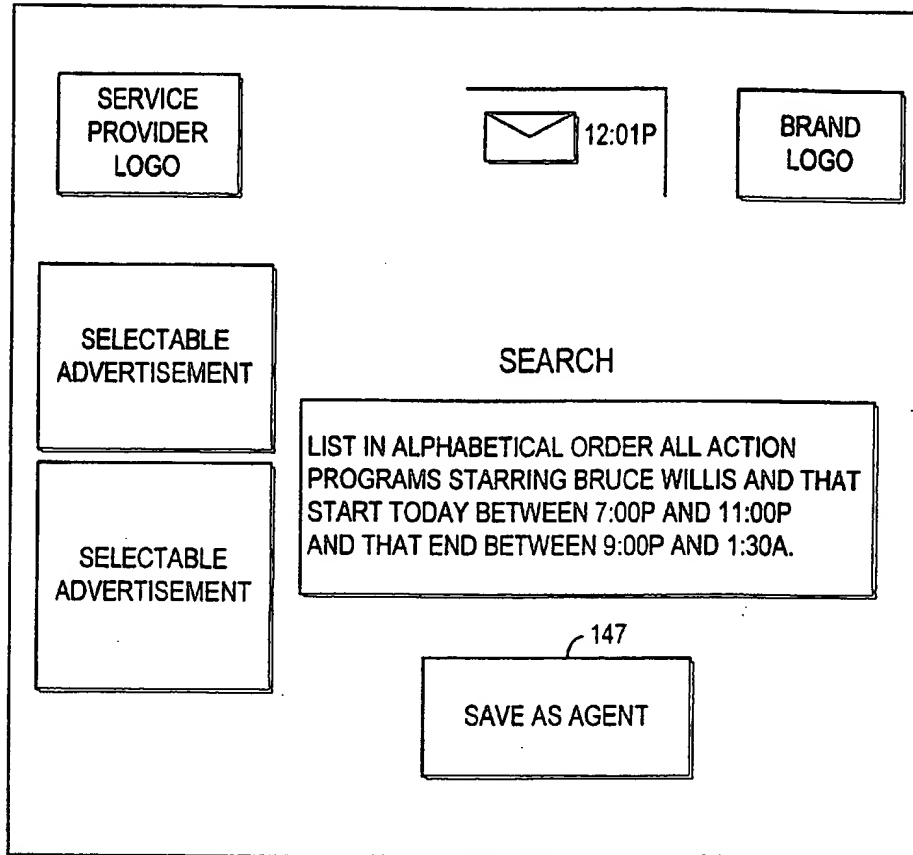 SERVICE
PROVIDER
LOGO
12:01P
BRAND
LOGO
SELECTABLE
ADVERTISEMENT
SEARCH
LIST IN ALPHABETICAL ORDER ALL ACTION
PROGRAMS STARRING BRUCE WILLIS AND THAT
START TODAY BETWEEN 7:00P AND 11:00P
AND THAT END BETWEEN 9:00P AND 1:30A.
SELECTABLE
ADVERTISEMENT
147
SAVE AS AGENT